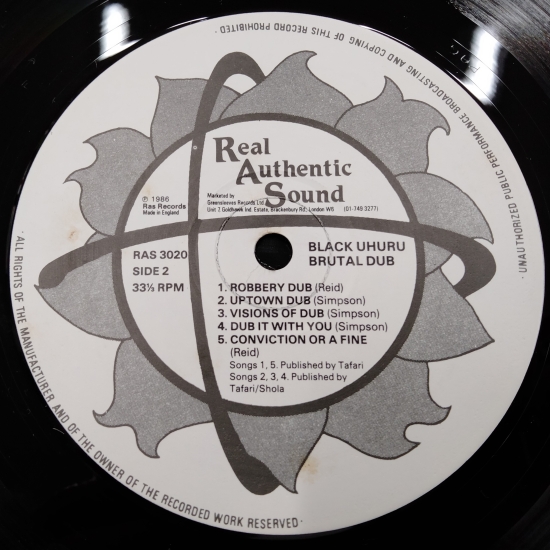 Real
Authentic
Sound
Marketed by
Greensleeves Records Ltd.
Unit 7, Goldhawk Ind. Estate, Brackenbury Rd., London W6 (01-749 3277)
℗ 1986
Ras Records
Made in England
RAS 3020
SIDE 2
33⅓ RPM
BLACK UHURU
BRUTAL DUB
1. ROBBERY DUB (Reid)
2. UPTOWN DUB (Simpson)
3. VISIONS OF DUB (Simpson)
4. DUB IT WITH YOU (Simpson)
5. CONVICTION OR A FINE
(Reid)
Songs 1, 5. Published by Tafari
Songs 2, 3, 4. Published by
Tafari/Shola
· ALL RIGHTS OF THE MANUFACTURER AND OF THE OWNER OF THE RECORDED WORK RESERVED ·
· UNAUTHORIZED PUBLIC PERFORMANCE BROADCASTING AND COPYING OF THIS RECORD PROHIBITED ·